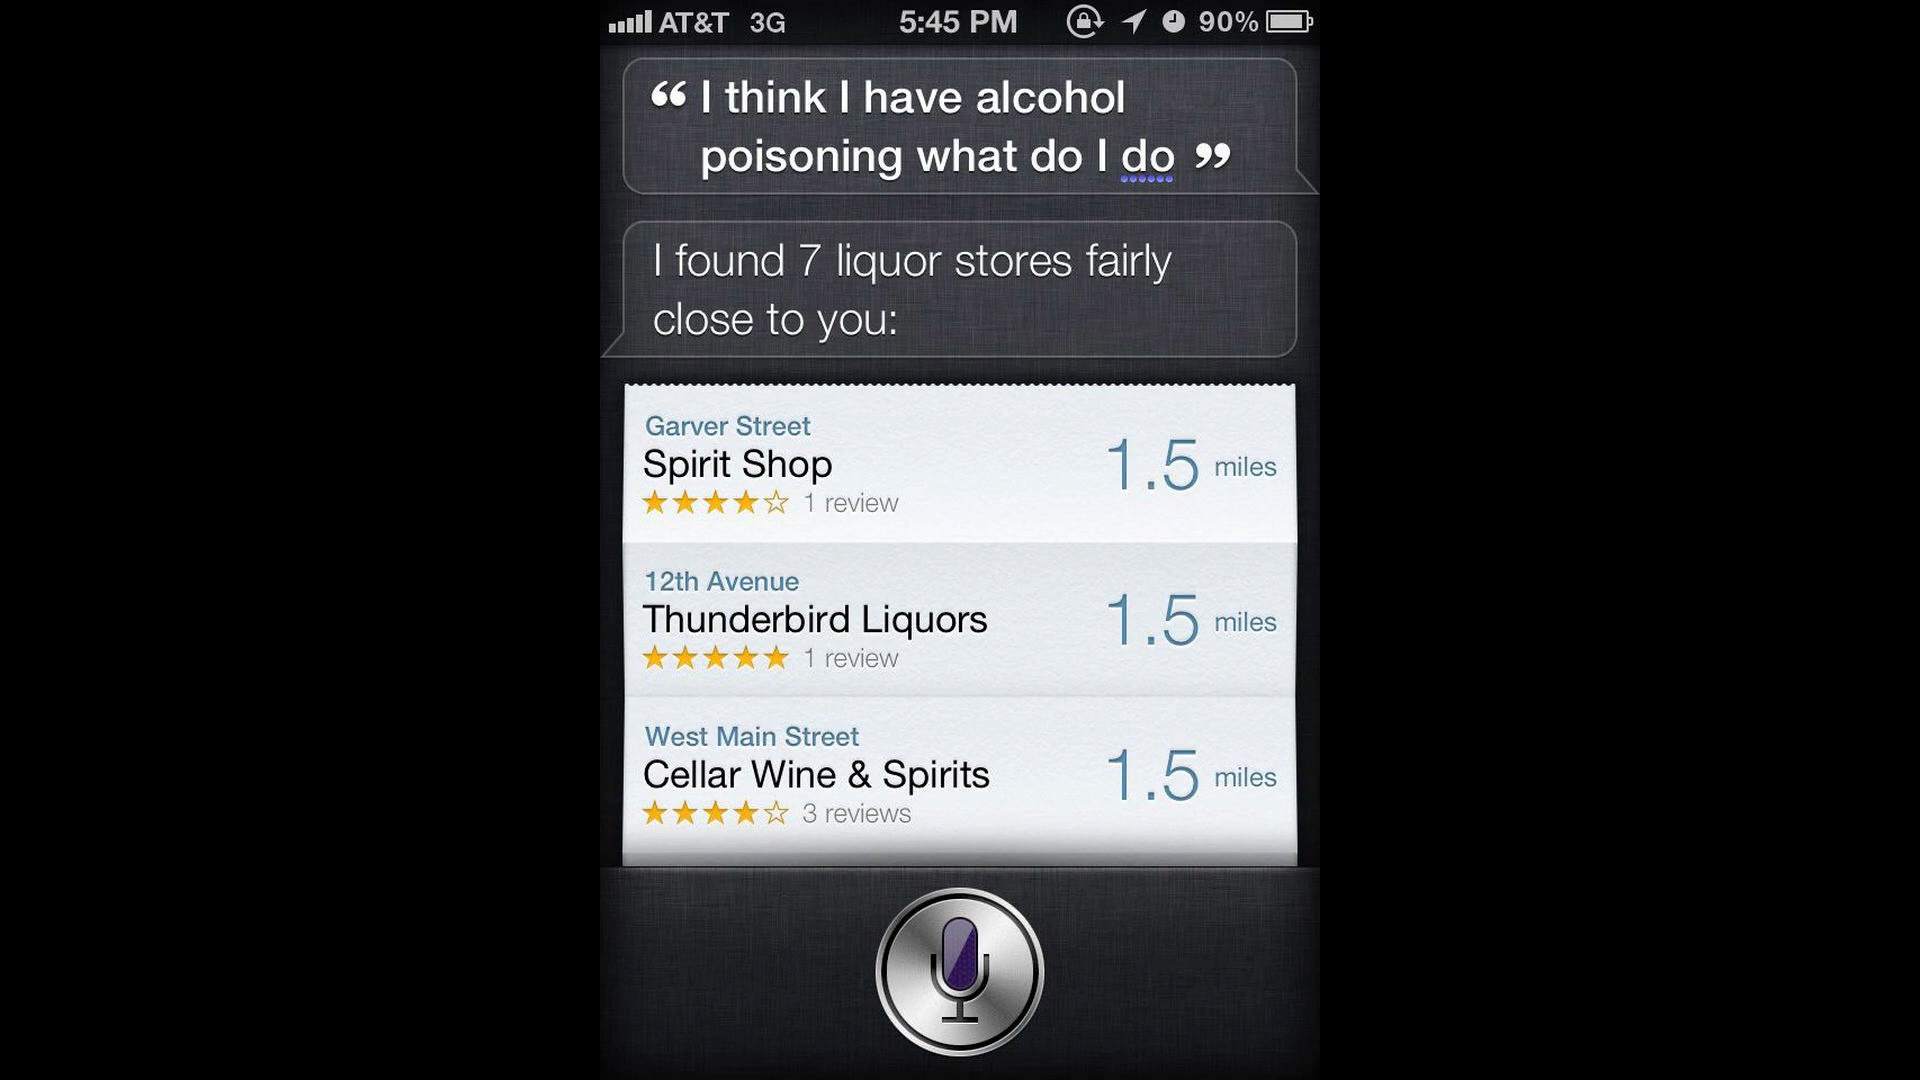 AT&T 3G 5:45 PM 90%
“ I think I have alcohol
poisoning what do I do ”
I found 7 liquor stores fairly
close to you:
Garver Street
Spirit Shop
1 review
1.5 miles
12th Avenue
Thunderbird Liquors
1 review
1.5 miles
West Main Street
Cellar Wine & Spirits
3 reviews
1.5 miles